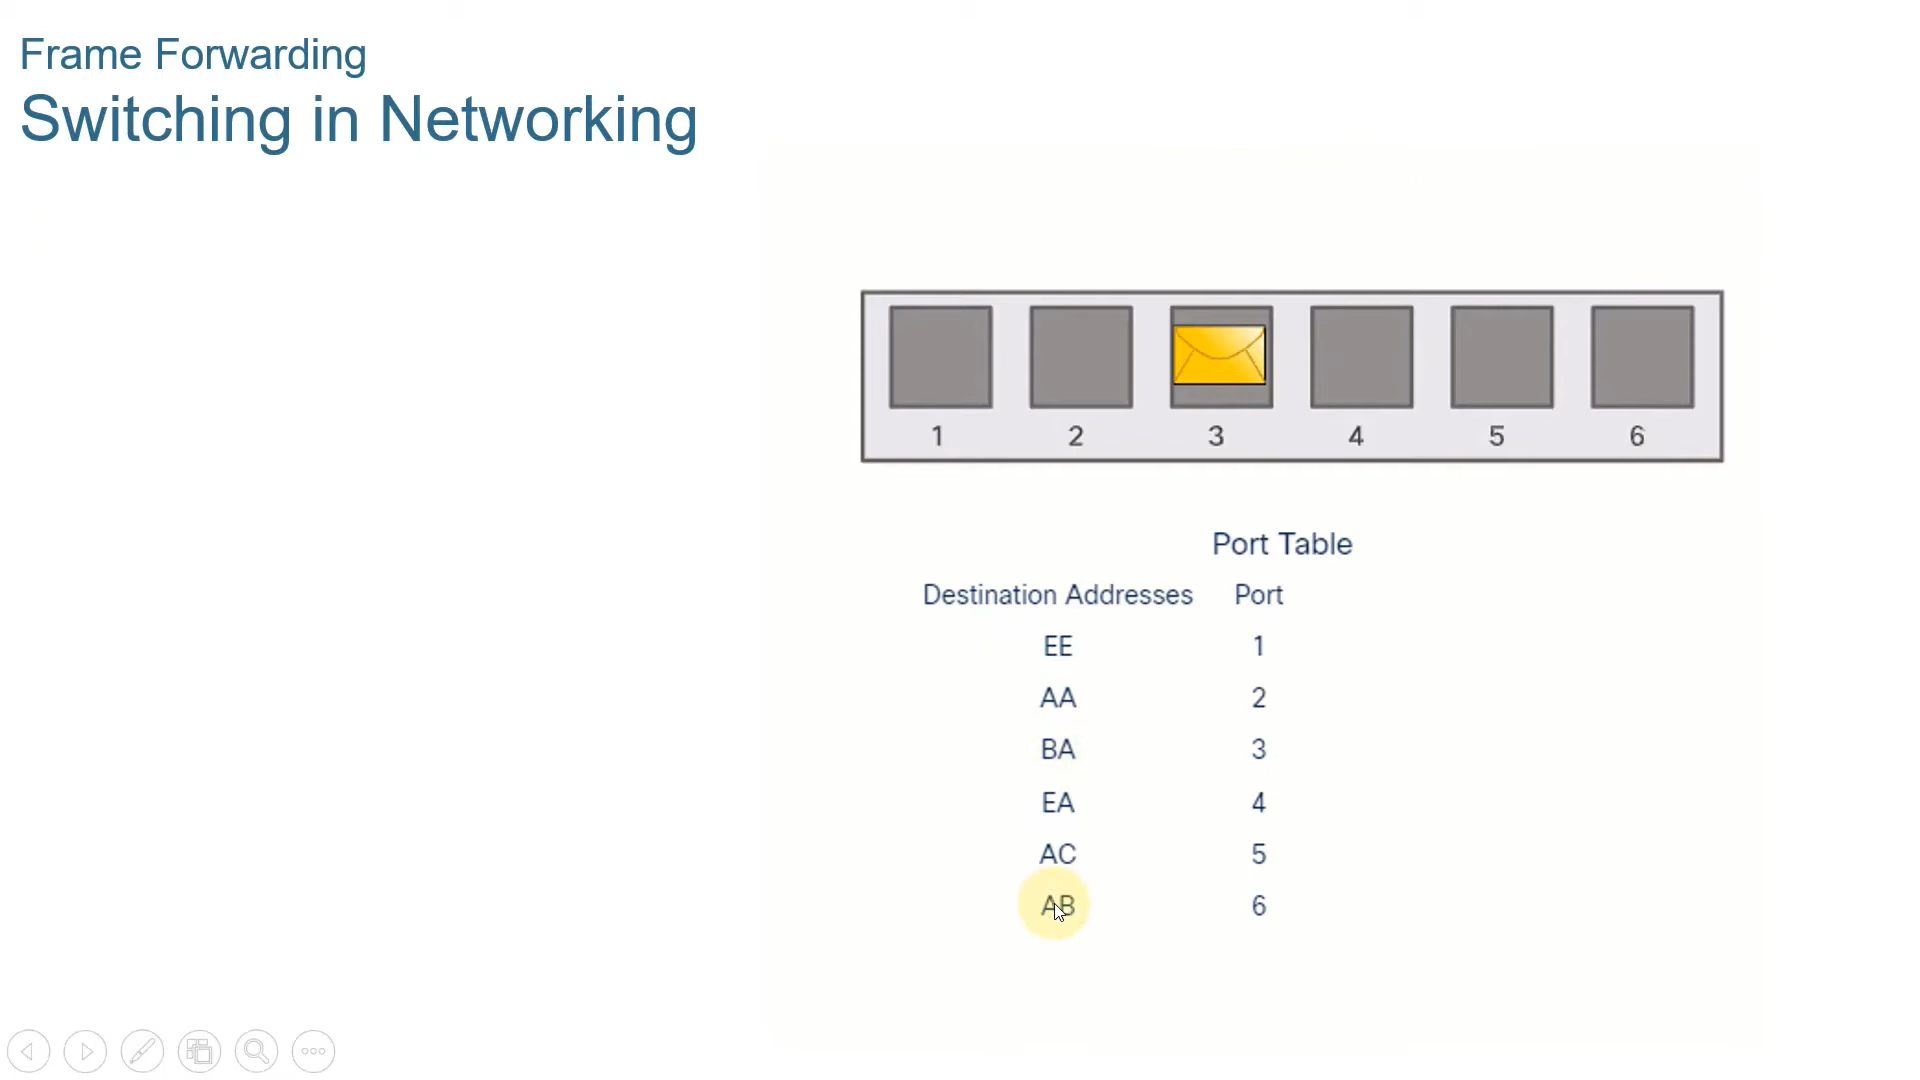 Frame Forwarding
Switching in Networking
1 2 3 4 5 6
Port Table
Destination Addresses Port
EE 1
AA 2
BA 3
EA 4
AC 5
AB 6